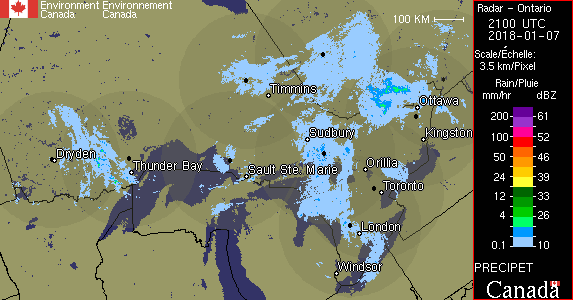 Environment Environnement
Canada Canada
100 KM
Timmins
Ottawa
Sudbury
Kingston
Dryden
Thunder Bay
Sault Ste. Marie
Orillia
Toronto
London
Windsor
Radar - Ontario
2100 UTC
2018-01-07
Scale/Échelle:
3.5 km/Pixel
Rain/Pluie
mm/hr dBZ
200 61
100 52
50 46
24 39
12 33
4 26
0.1 10
PRECIPET
Canada